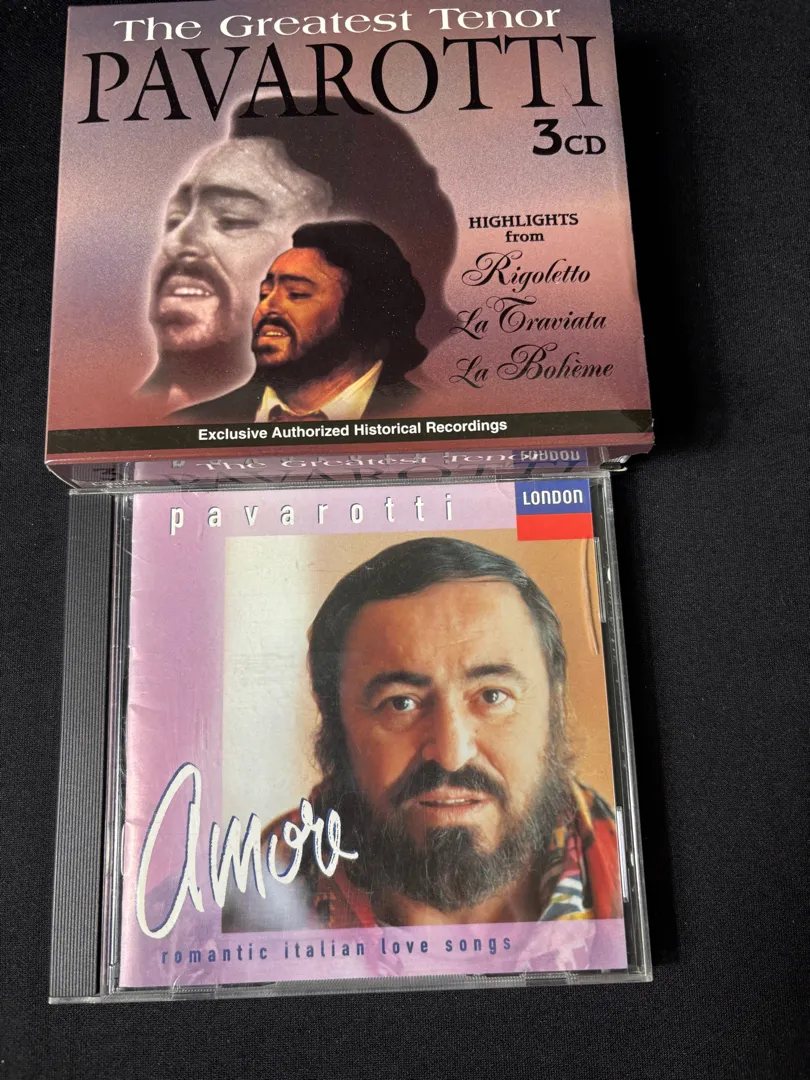 The Greatest Tenor
PAVAROTTI
3CD
HIGHLIGHTS
from
Rigoletto
La Traviata
La Bohème
Exclusive Authorized Historical Recordings
The Greatest Tenor
PAVAROTTI
LONDON
pavarotti
LONDON
Amore
romantic italian love songs